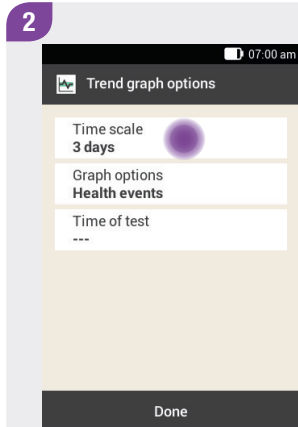 2
07:00 am
Trend graph options
Time scale
3 days
Graph options
Health events
Time of test
---
Done